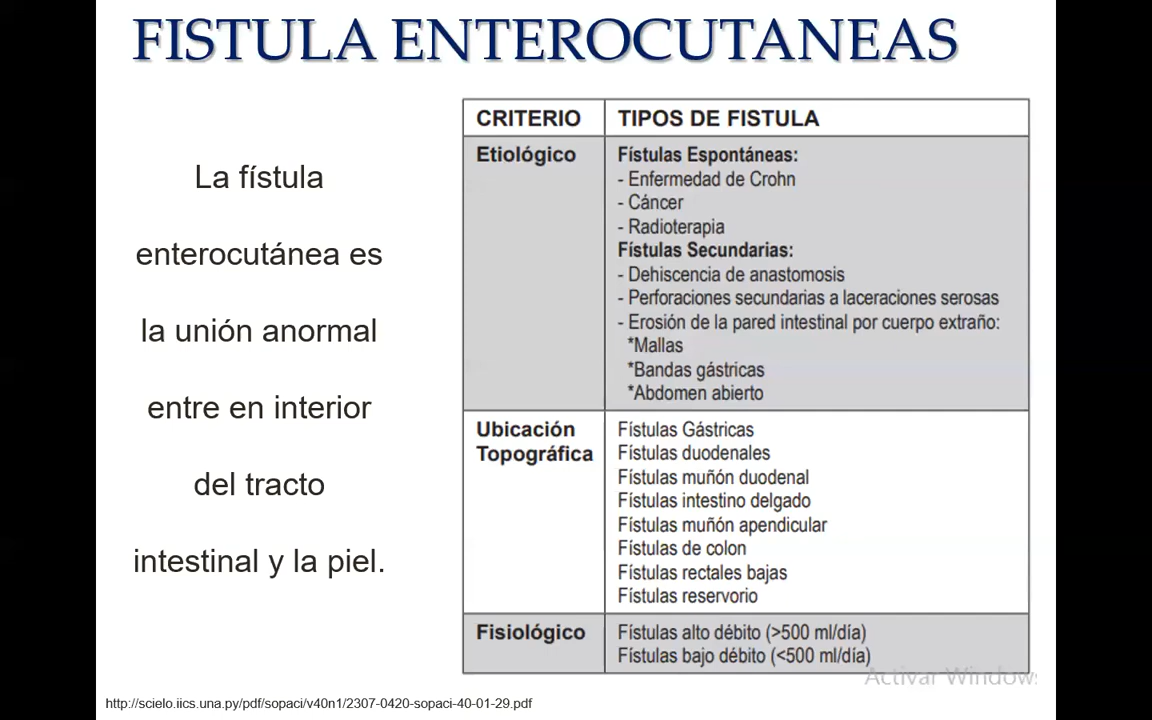 FISTULA ENTEROCUTANEAS
La fístula
enterocutánea es
la unión anormal
entre en interior
del tracto
intestinal y la piel.
CRITERIO TIPOS DE FISTULA
Etiológico Fístulas Espontáneas:
- Enfermedad de Crohn
- Cáncer
- Radioterapia
Fístulas Secundarias:
- Dehiscencia de anastomosis
- Perforaciones secundarias a laceraciones serosas
- Erosión de la pared intestinal por cuerpo extraño:
*Mallas
*Bandas gástricas
*Abdomen abierto
Ubicación Fístulas Gástricas
Topográfica Fístulas duodenales
Fístulas muñón duodenal
Fístulas intestino delgado
Fístulas muñón apendicular
Fístulas de colon
Fístulas rectales bajas
Fístulas reservorio
Fisiológico Fístulas alto débito (>500 ml/día)
Fístulas bajo débito (<500 ml/día)
Activar Windows
http://scielo.iics.una.py/pdf/sopaci/v40n1/2307-0420-sopaci-40-01-29.pdf